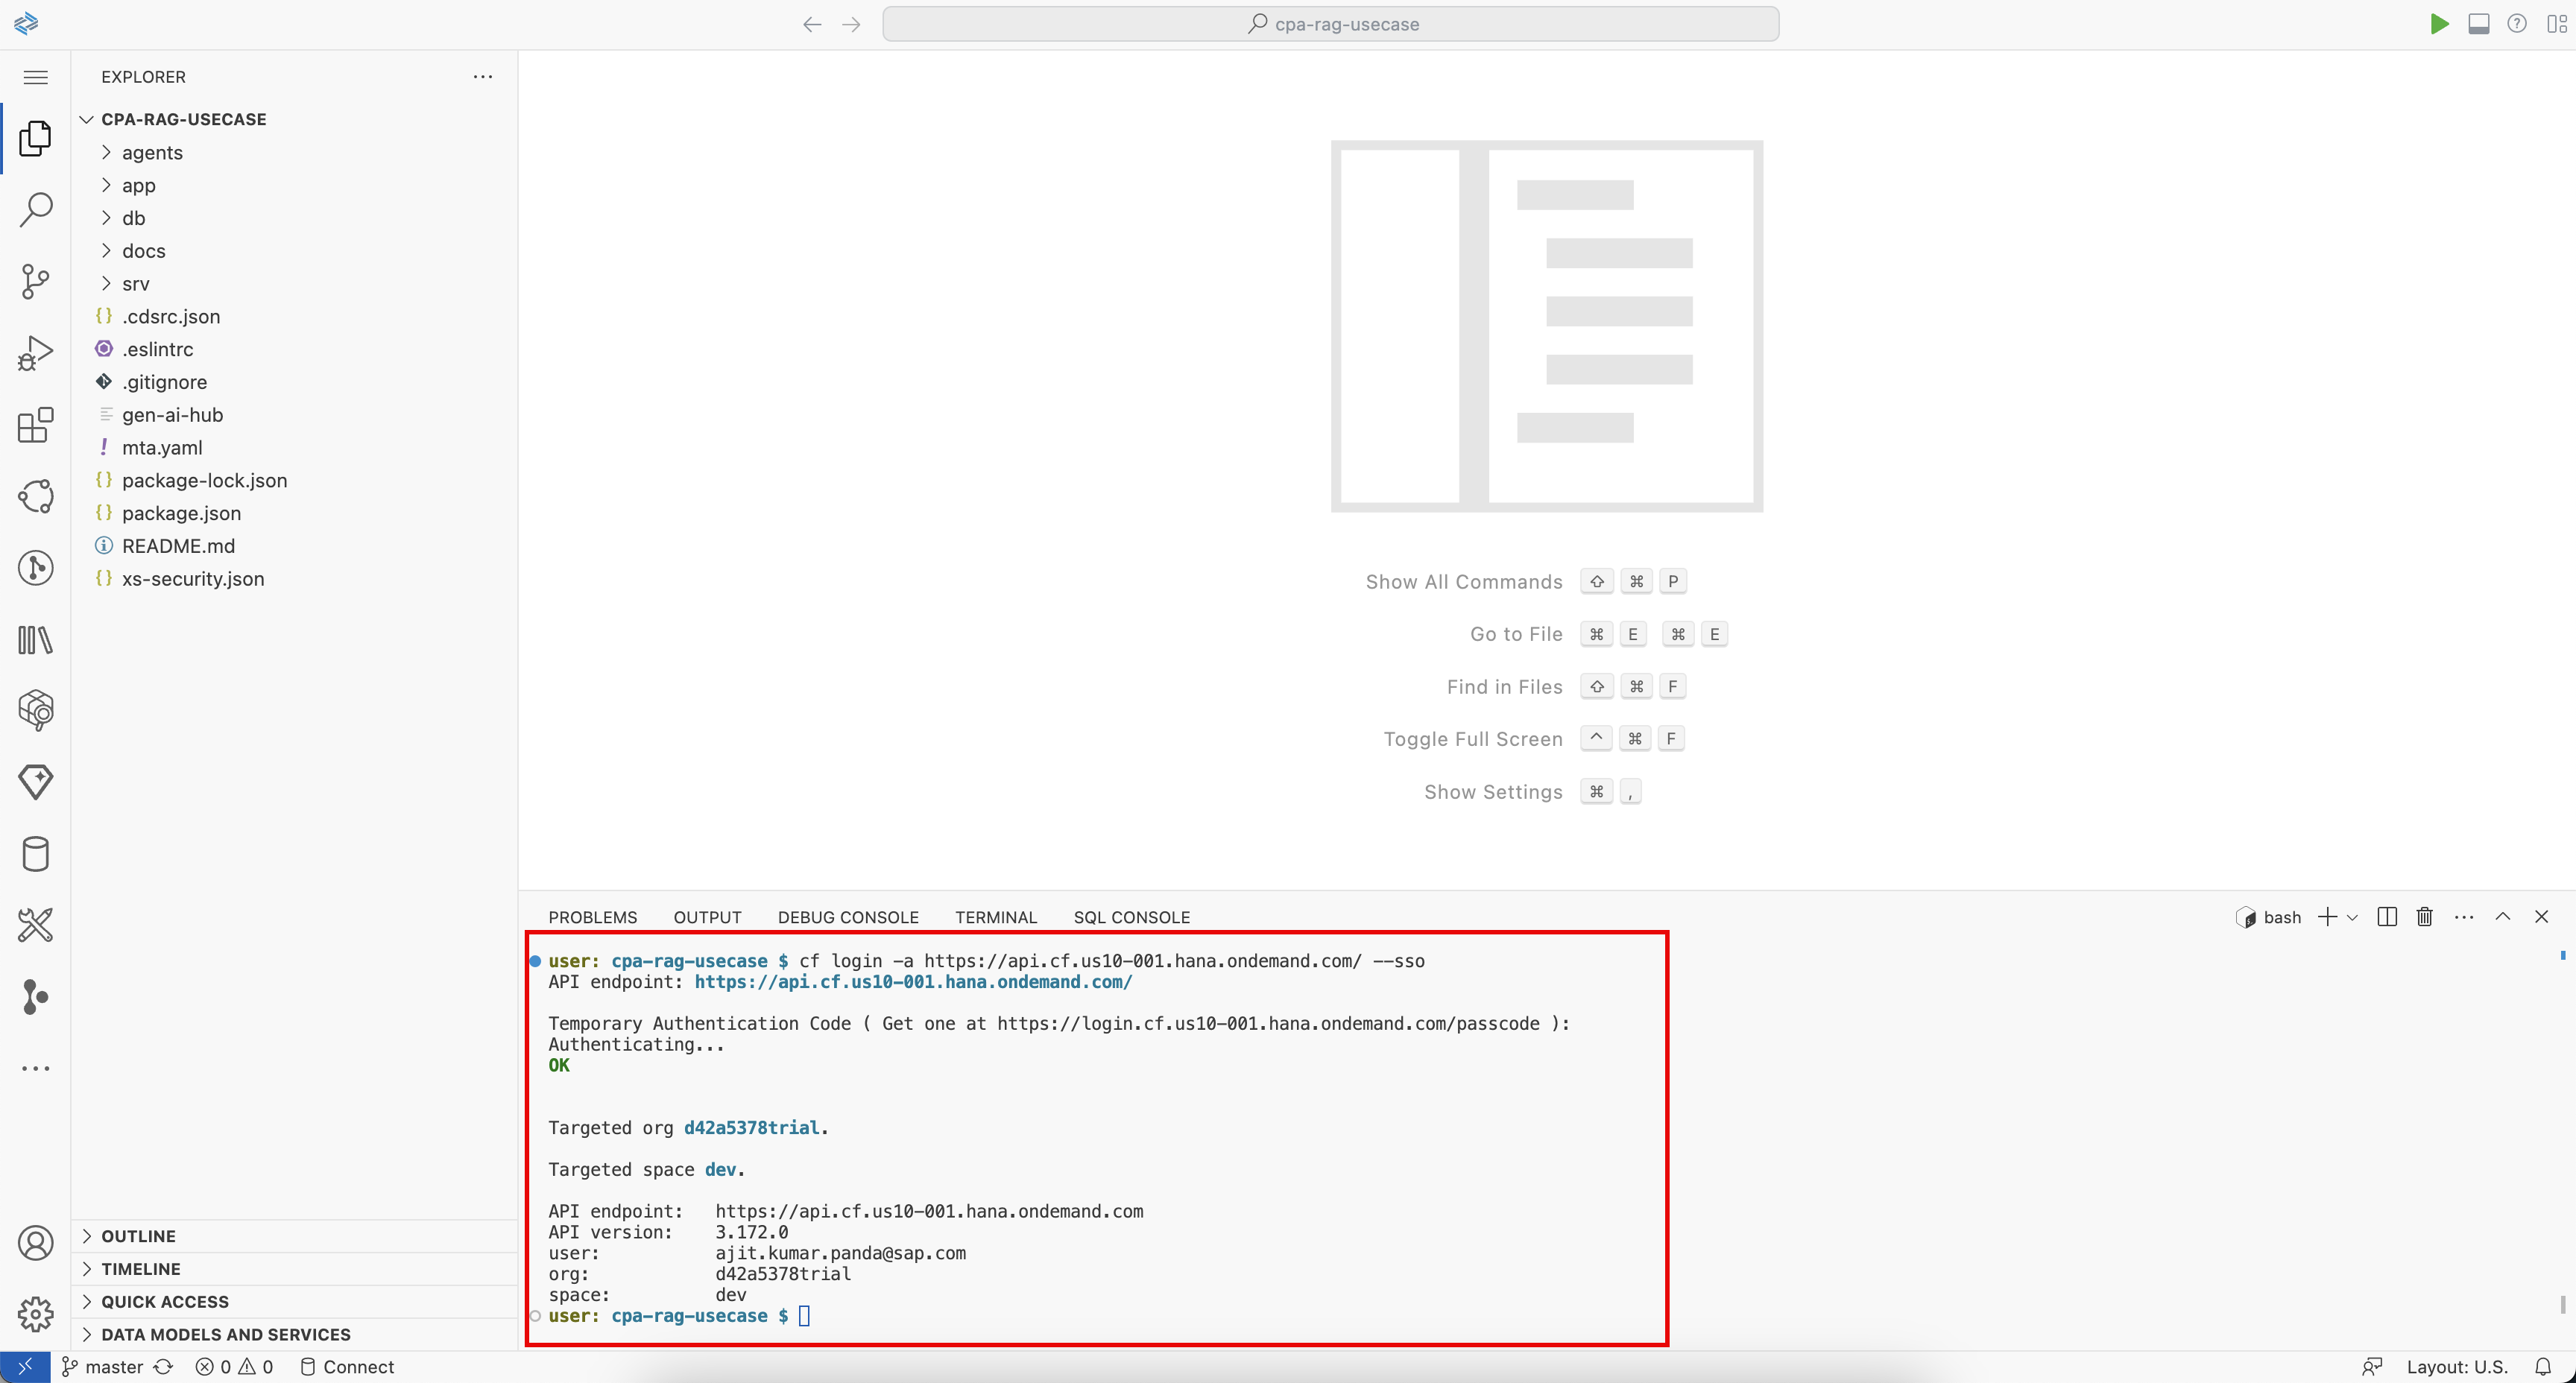 cpa-rag-usecase
EXPLORER
CPA-RAG-USECASE
agents
app
db
docs
srv
{} .cdsrc.json
.eslintrc
.gitignore
gen-ai-hub
! mta.yaml
{} package-lock.json
{} package.json
README.md
{} xs-security.json
OUTLINE
TIMELINE
QUICK ACCESS
DATA MODELS AND SERVICES
Show All Commands ⇧ ⌘ P
Go to File ⌘ E ⌘ E
Find in Files ⇧ ⌘ F
Toggle Full Screen ^ ⌘ F
Show Settings ⌘ ,
PROBLEMS OUTPUT DEBUG CONSOLE TERMINAL SQL CONSOLE bash
user: cpa-rag-usecase $ cf login -a https://api.cf.us10-001.hana.ondemand.com/ --sso
API endpoint: https://api.cf.us10-001.hana.ondemand.com/
Temporary Authentication Code ( Get one at https://login.cf.us10-001.hana.ondemand.com/passcode ):
Authenticating...
OK
Targeted org d42a5378trial.
Targeted space dev.
API endpoint: https://api.cf.us10-001.hana.ondemand.com
API version: 3.172.0
user: ajit.kumar.panda@sap.com
org: d42a5378trial
space: dev
user: cpa-rag-usecase $
master 0 0 Connect Layout: U.S.